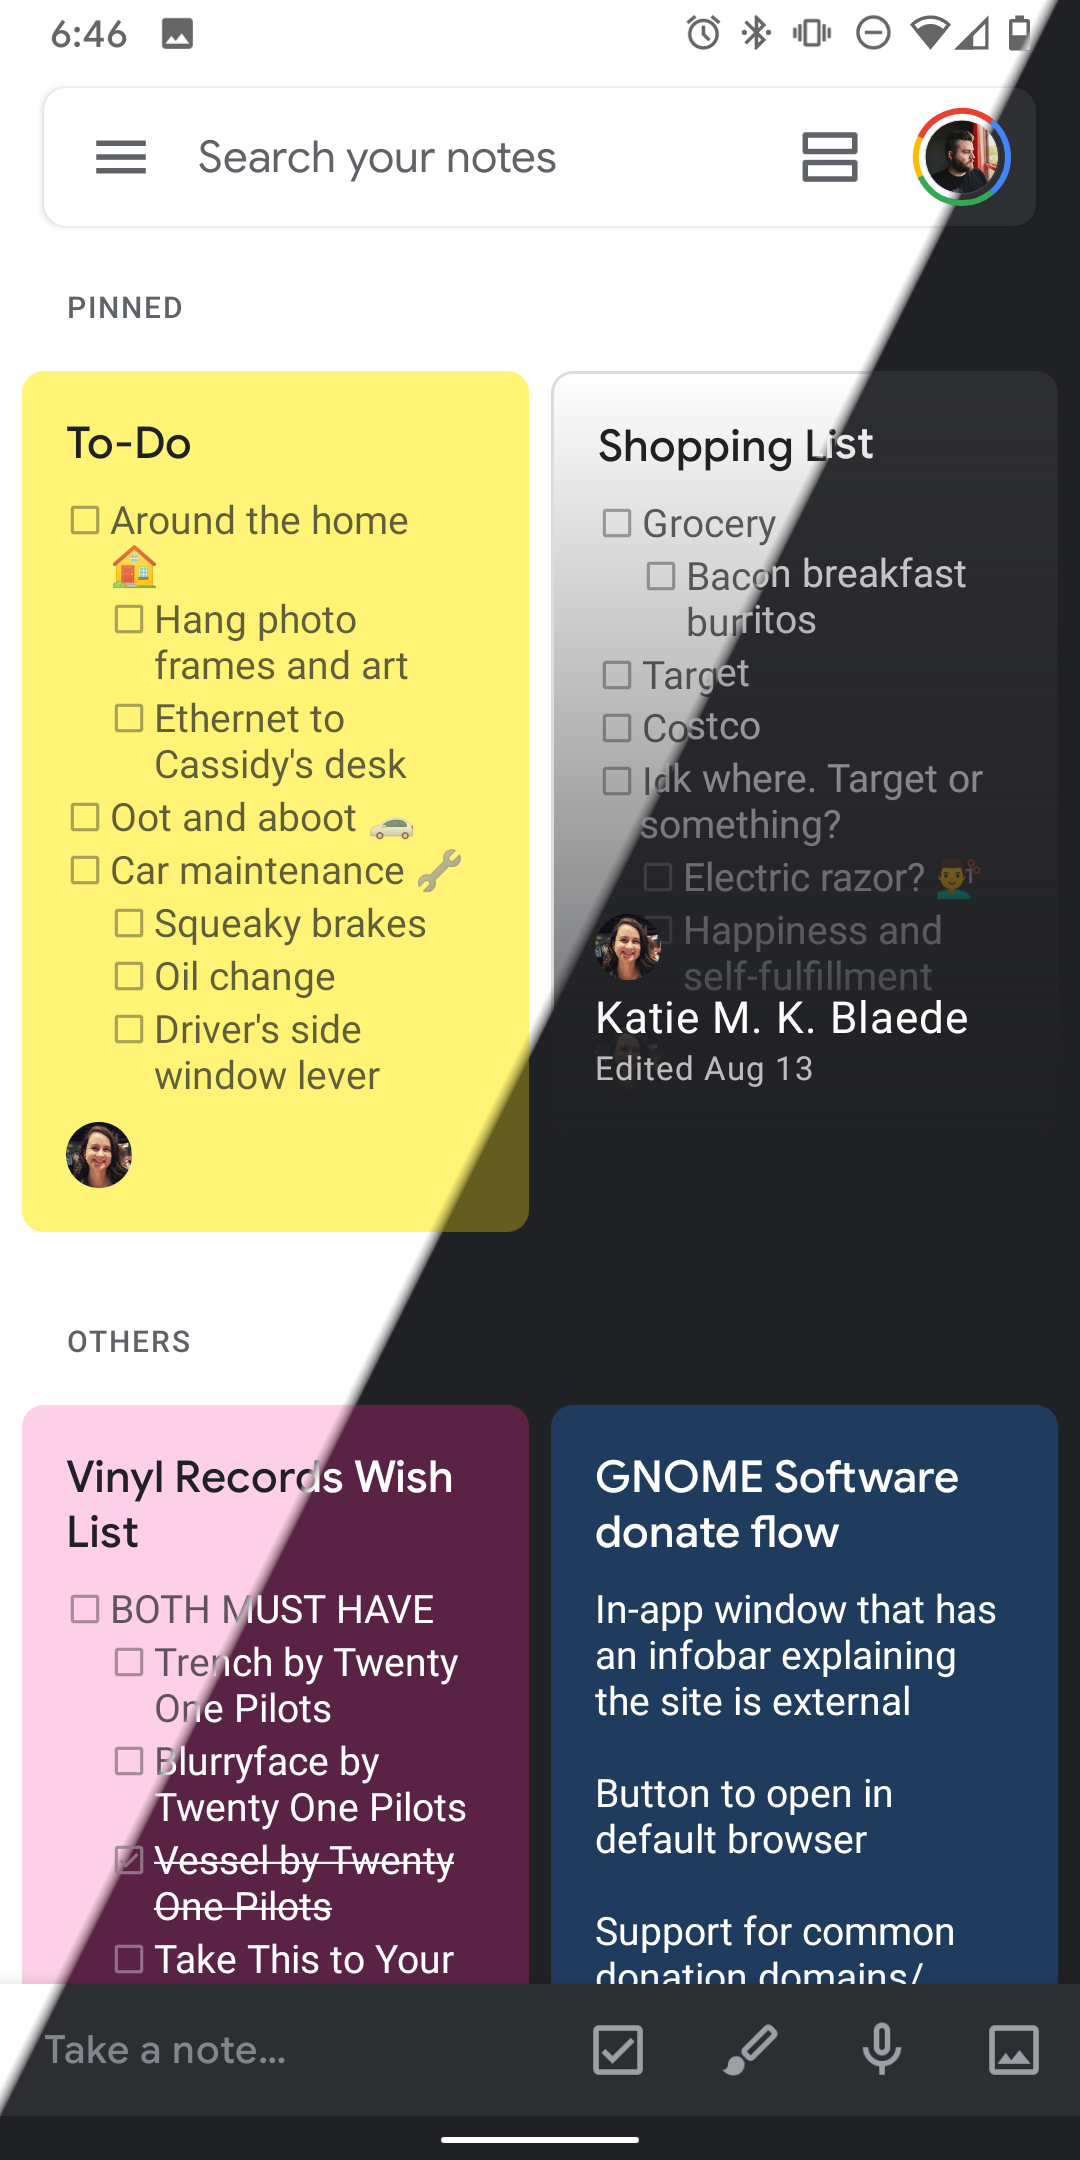 6:46
Search your notes
PINNED
To-Do
Around the home
Hang photo
frames and art
Ethernet to
Cassidy's desk
Oot and aboot
Car maintenance
Squeaky brakes
Oil change
Driver's side
window lever
Shopping List
Grocery
Bacon breakfast
burritos
Target
Costco
Idk where. Target or
something?
Electric razor?
Happiness and
self-fulfillment
Katie M. K. Blaede
Edited Aug 13
OTHERS
Vinyl Records Wish
List
BOTH MUST HAVE
Trench by Twenty
One Pilots
Blurryface by
Twenty One Pilots
Vessel by Twenty
One Pilots
Take This to Your
GNOME Software
donate flow
In-app window that has
an infobar explaining
the site is external
Button to open in
default browser
Support for common
donation domains/
Take a note...